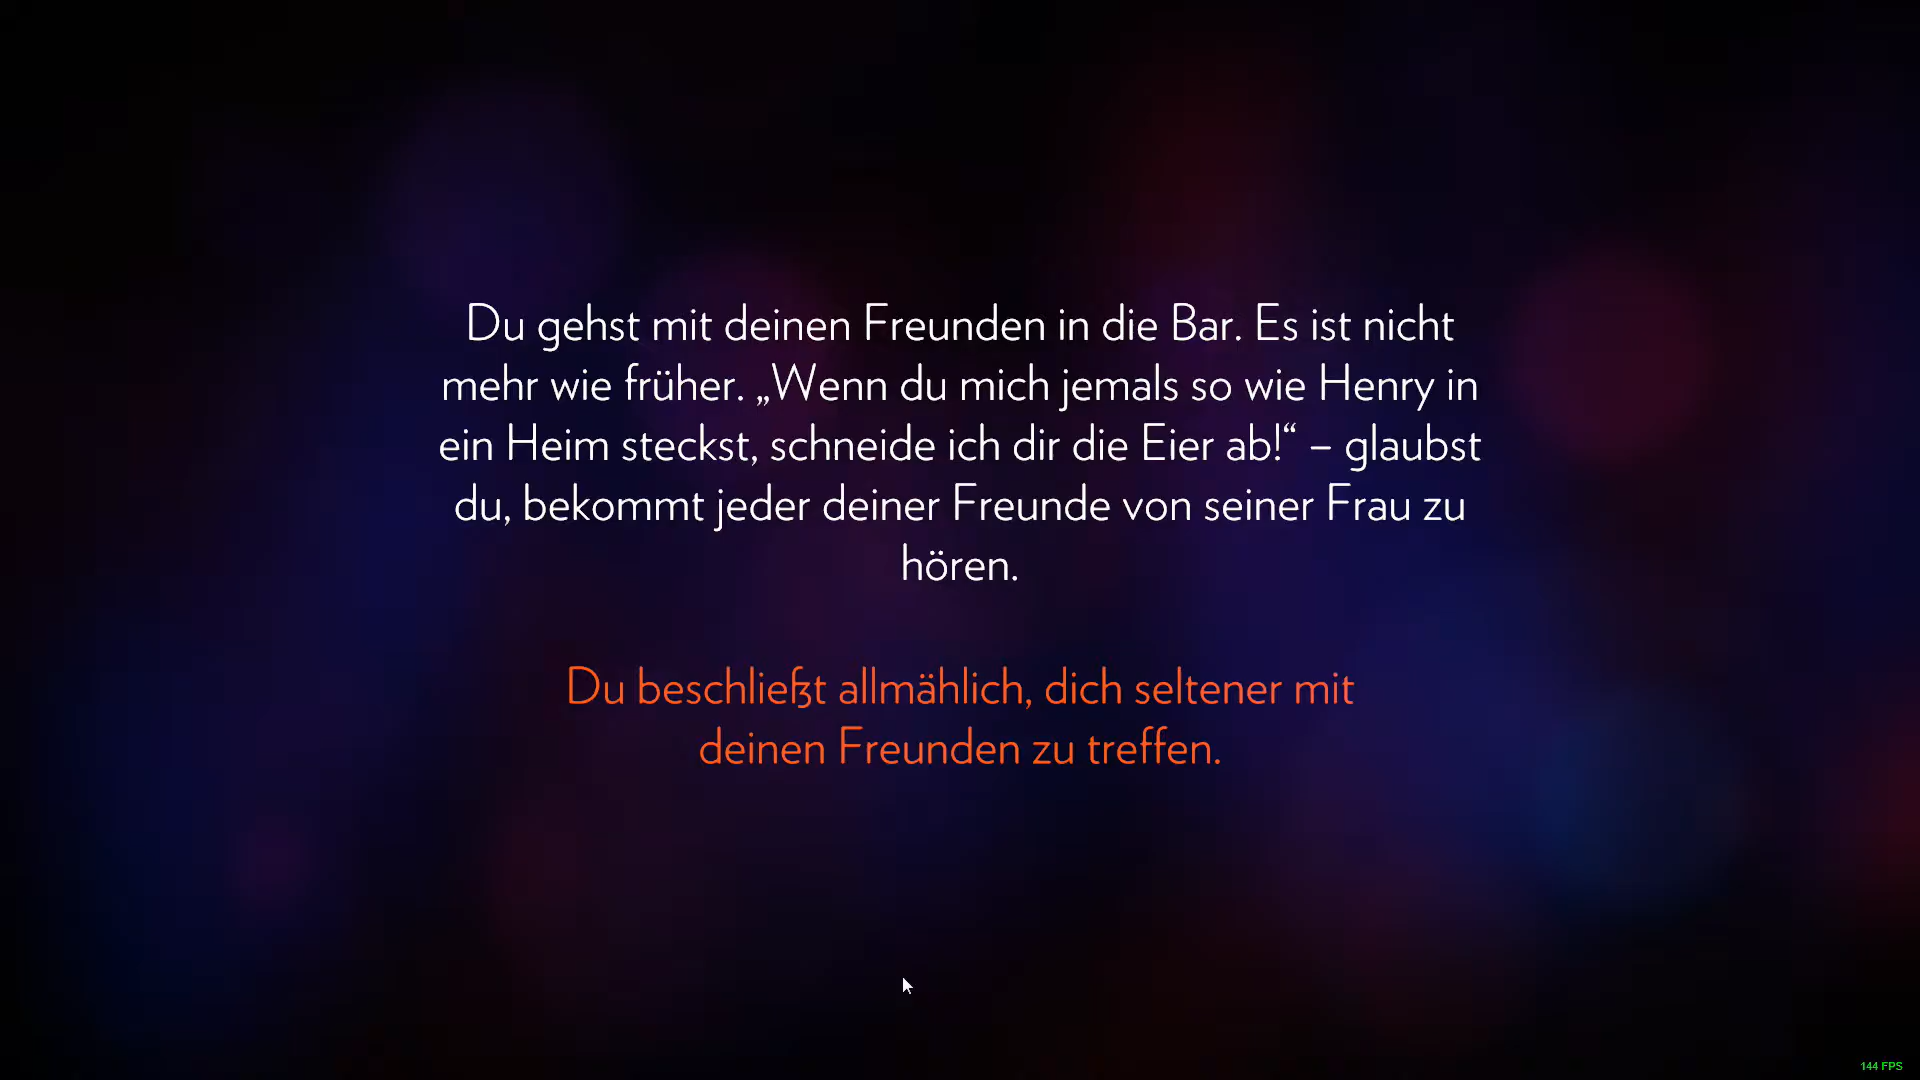 Du gehst mit deinen Freunden in die Bar. Es ist nicht
mehr wie früher. „Wenn du mich jemals so wie Henry in
ein Heim steckst, schneide ich dir die Eier ab!“ – glaubst
du, bekommt jeder deiner Freunde von seiner Frau zu
hören.
Du beschließt allmählich, dich seltener mit
deinen Freunden zu treffen.
144 FPS